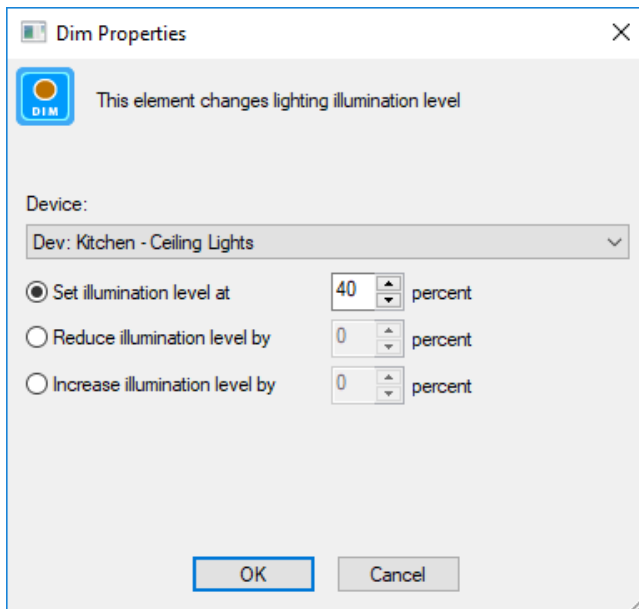 Dim Properties
DIM
This element changes lighting illumination level
Device:
Dev: Kitchen - Ceiling Lights
Set illumination level at 40 percent
Reduce illumination level by 0 percent
Increase illumination level by 0 percent
OK Cancel